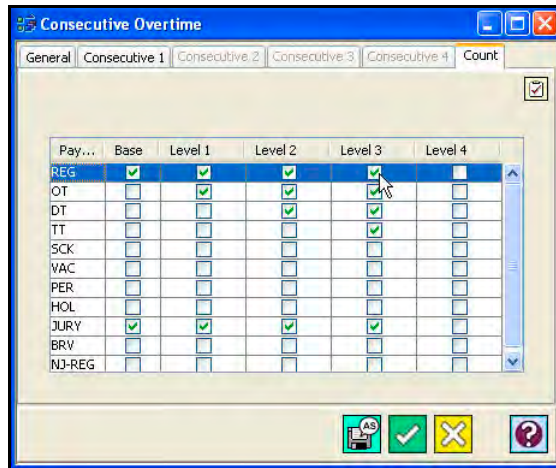 Consecutive Overtime
General Consecutive 1 Consecutive 2 Consecutive 3 Consecutive 4 Count
Pay... Base Level 1 Level 2 Level 3 Level 4
REG
OT
DT
TT
SCK
VAC
PER
HOL
JURY
BRV
NJ-REG
AS
?